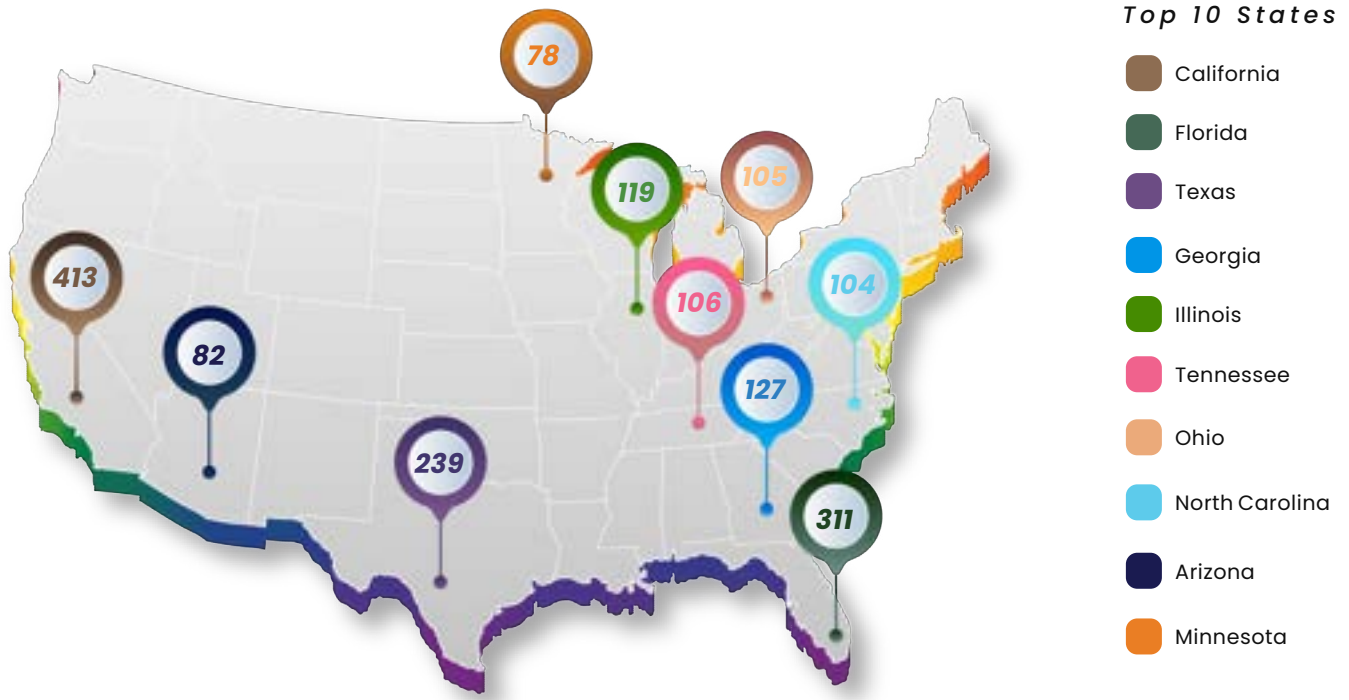 Top 10 States
California
Florida
Texas
Georgia
Illinois
Tennessee
Ohio
North Carolina
Arizona
Minnesota
78
119
105
413
106
104
82
127
239
311